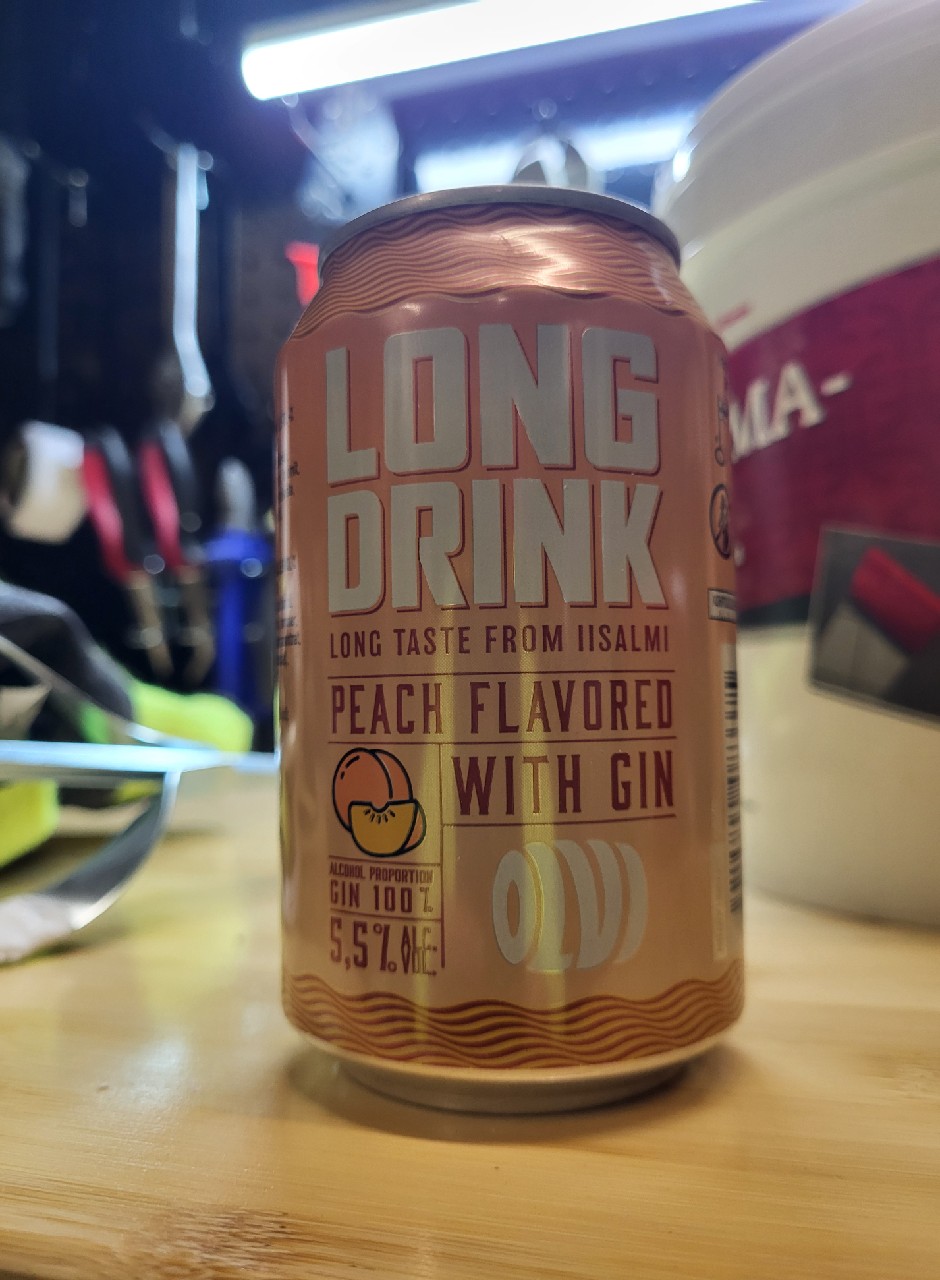 LONG
DRINK
LONG TASTE FROM IISALMI
PEACH FLAVORED
WITH GIN
ALCOHOL PROPORTION
GIN 100%
5,5% ALC. VOL.
OLVI
MA-